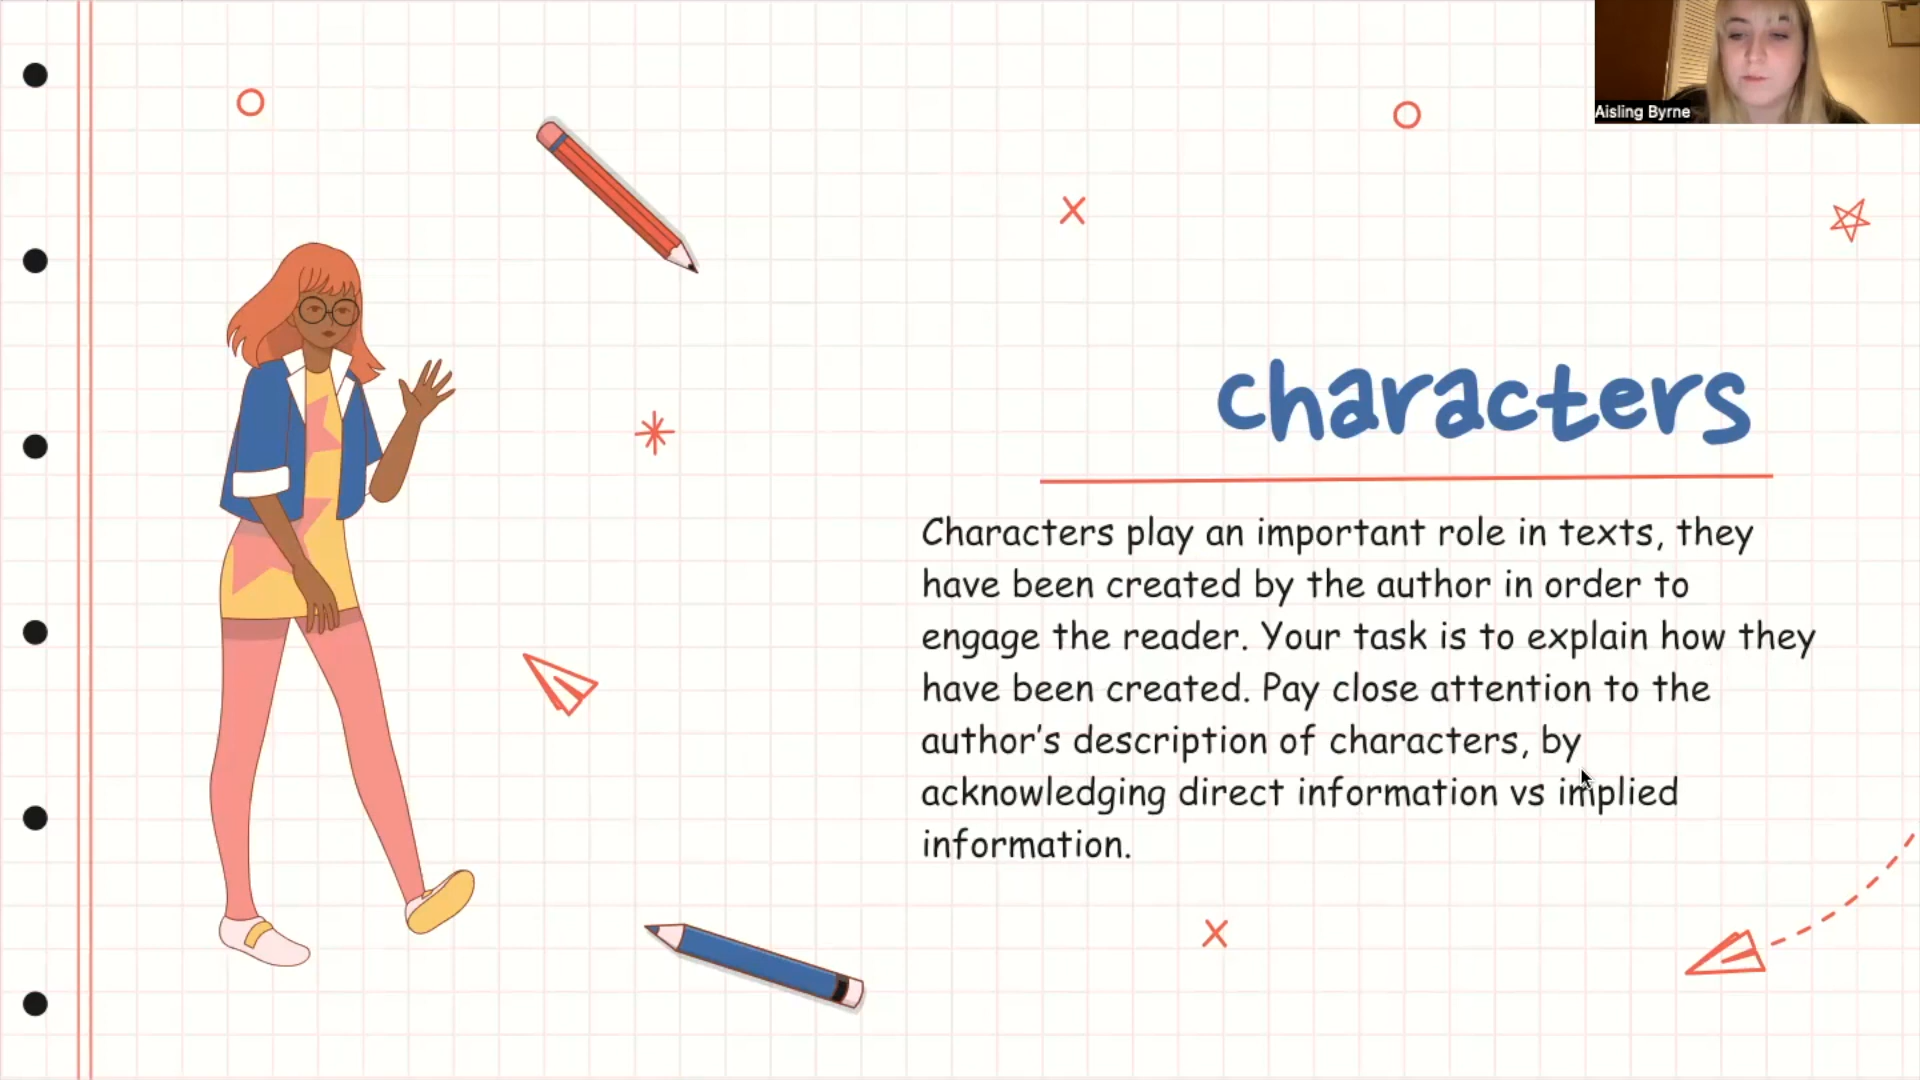 Aisling Byrne
characters
Characters play an important role in texts, they
have been created by the author in order to
engage the reader. Your task is to explain how they
have been created. Pay close attention to the
author's description of characters, by
acknowledging direct information vs implied
information.